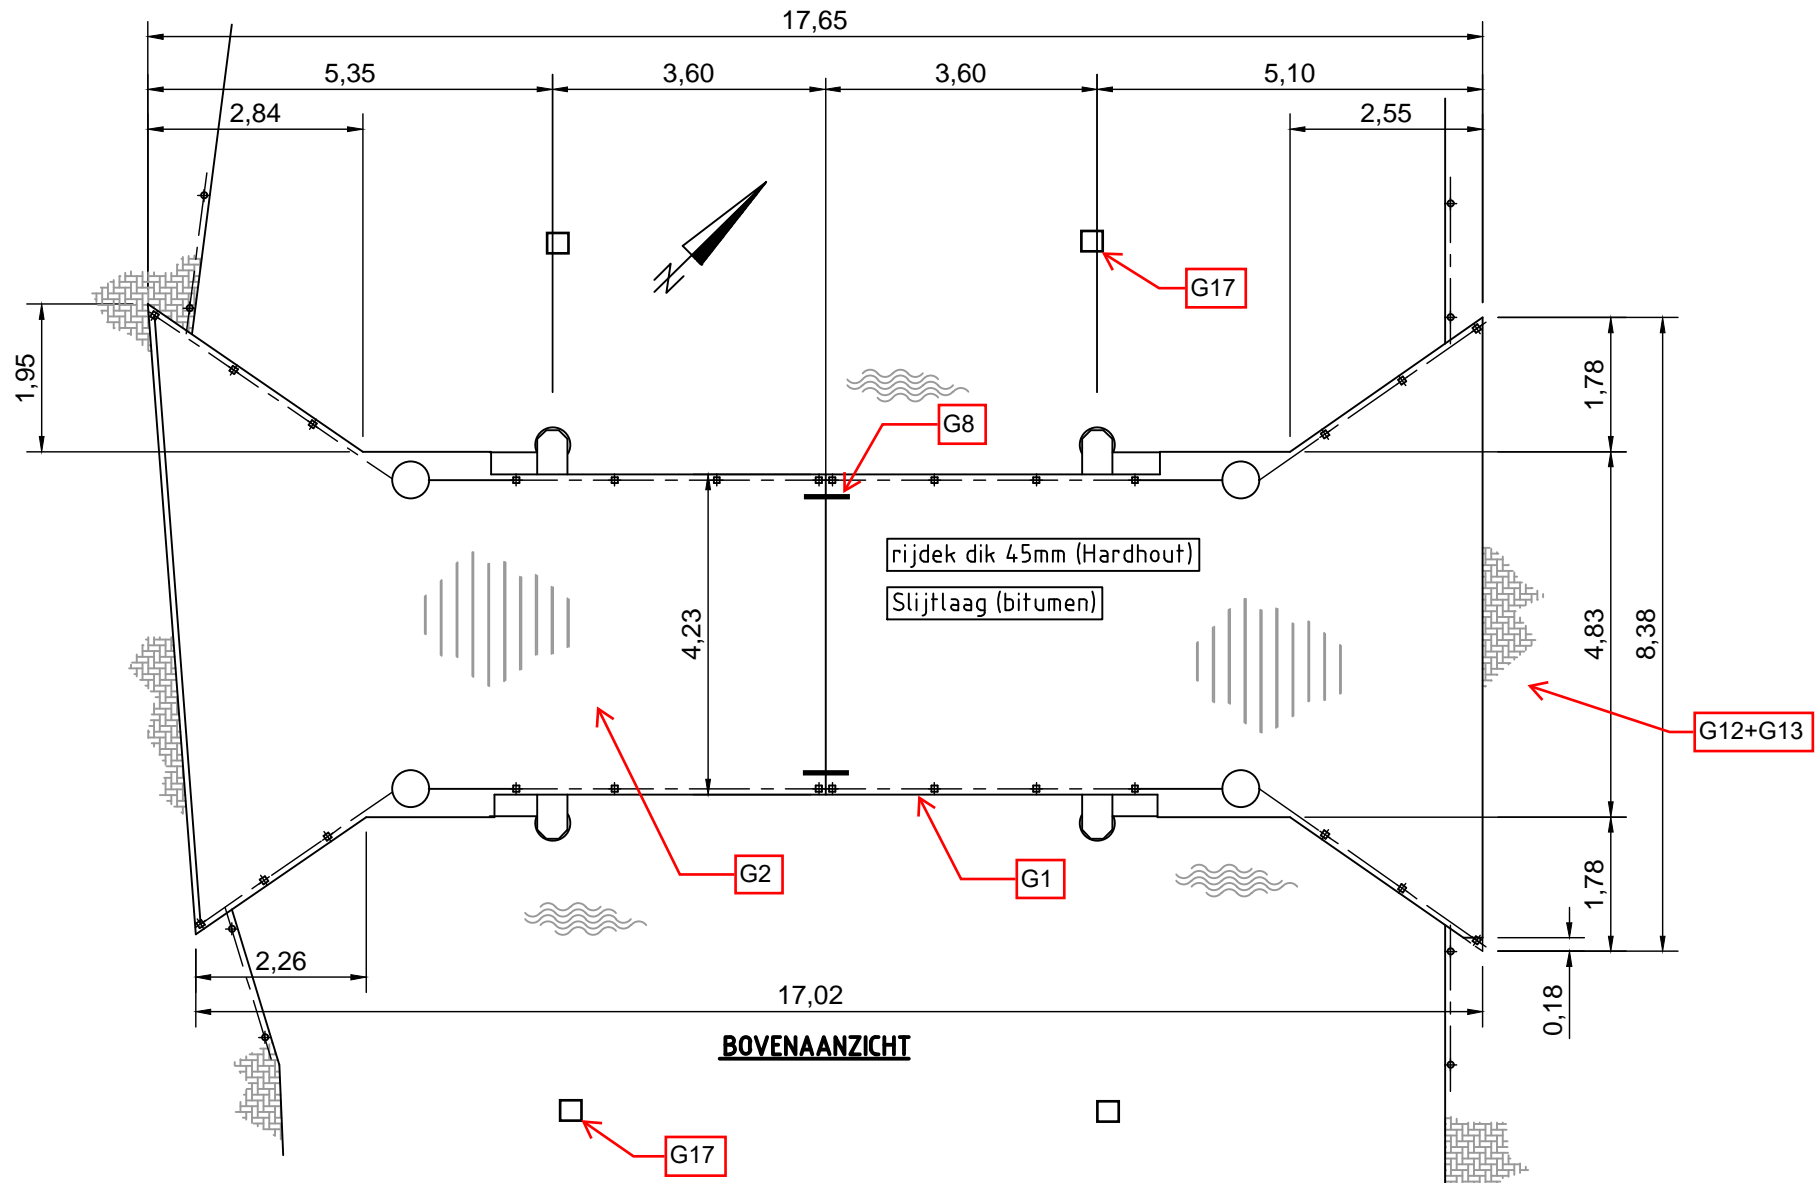 17,65
5,35
3,60
3,60
5,10
2,84
2,55
N
G17
1,95
1,78
G8
rijdek dik 45mm (Hardhout)
Slijtlaag (bitumen)
4,23
4,83
8,38
G12+G13
G2
G1
1,78
2,26
17,02
0,18
BOVENAANZICHT
G17